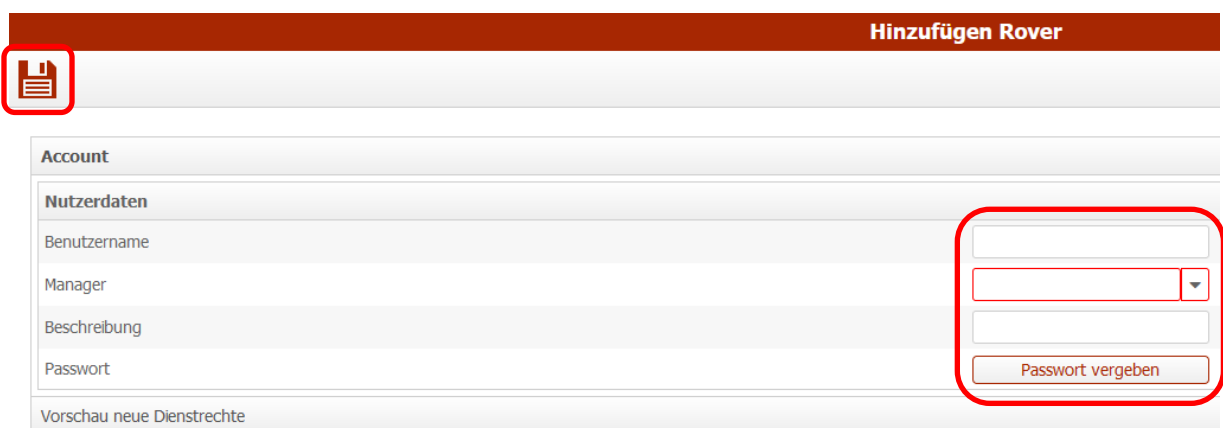 Hinzufügen Rover
Account
Nutzerdaten
Benutzername
Manager
Beschreibung
Passwort Passwort vergeben
Vorschau neue Dienstrechte